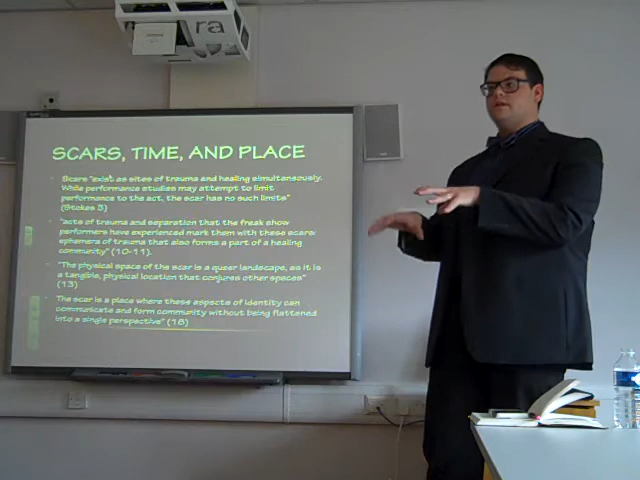 ra
SCARS, TIME, AND PLACE
• Scars "exist as sites of trauma and healing simultaneously.
While performance studies may attempt to limit
performance to the act, the scar has no such limits"
(Stokes 3)
• "acts of trauma and separation that the freak show
performers have experienced mark them with these scars:
ephemera of trauma that also forms a part of a healing
community" (10-11).
• "The physical space of the scar is a queer landscape, as it is
a tangible, physical location that conjures other spaces"
(13)
• The scar is a place where these aspects of identity can
communicate and form community without being flattened
into a single perspective" (18)